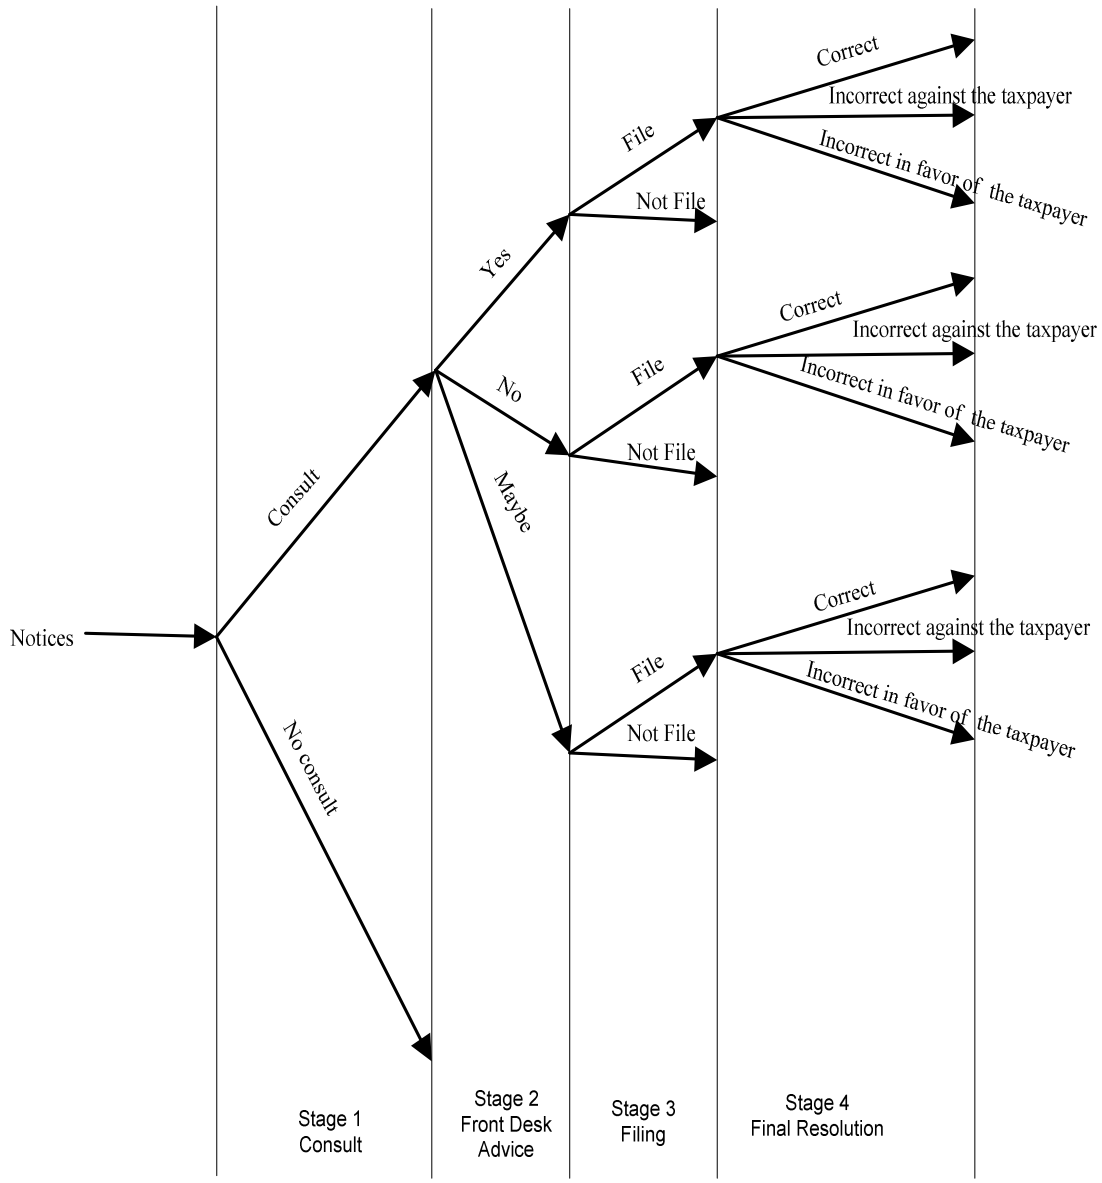 Correct
Incorrect against the taxpayer
Incorrect in favor of the taxpayer
File
Not File
Yes
Correct
Incorrect against the taxpayer
Incorrect in favor of the taxpayer
File
No
Not File
Consult
Maybe
Correct
Incorrect against the taxpayer
Incorrect in favor of the taxpayer
File
Not File
Notices
No consult
Stage 1
Consult
Stage 2
Front Desk
Advice
Stage 3
Filing
Stage 4
Final Resolution